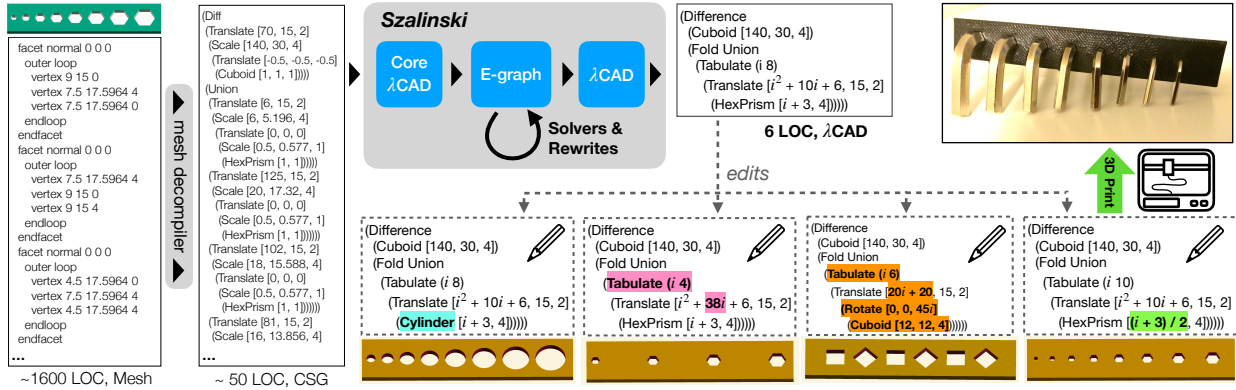 facet normal 0 0 0
outer loop
vertex 9 15 0
vertex 7.5 17.5964 4
vertex 7.5 17.5964 0
endloop
endfacet
facet normal 0 0 0
outer loop
vertex 7.5 17.5964 4
vertex 9 15 0
vertex 9 15 4
endloop
endfacet
facet normal 0 0 0
outer loop
vertex 4.5 17.5964 0
vertex 7.5 17.5964 4
vertex 4.5 17.5964 4
endloop
endfacet
...
~1600 LOC, Mesh
mesh decompiler
(Diff
(Translate [70, 15, 2]
(Scale [140, 30, 4]
(Translate [-0.5, -0.5, -0.5]
(Cuboid [1, 1, 1]))))
(Union
(Translate [6, 15, 2]
(Scale [6, 5.196, 4]
(Translate [0, 0, 0]
(Scale [0.5, 0.577, 1]
(HexPrism [1, 1])))))
(Translate [125, 15, 2]
(Scale [20, 17.32, 4]
(Translate [0, 0, 0]
(Scale [0.5, 0.577, 1]
(HexPrism [1, 1])))))
(Translate [102, 15, 2]
(Scale [18, 15.588, 4]
(Translate [0, 0, 0]
(Scale [0.5, 0.577, 1]
(HexPrism [1, 1])))))
(Translate [81, 15, 2]
(Scale [16, 13.856, 4]
...
~ 50 LOC, CSG
Szalinski
Core
λCAD
E-graph
λCAD
Solvers &
Rewrites
(Difference
(Cuboid [140, 30, 4])
(Fold Union
(Tabulate (i 8)
(Translate [i² + 10i + 6, 15, 2]
(HexPrism [i + 3, 4])))))
6 LOC, λCAD
edits
3D Print
(Difference
(Cuboid [140, 30, 4])
(Fold Union
(Tabulate (i 8)
(Translate [i² + 10i + 6, 15, 2]
(Cylinder [i + 3, 4])))))
(Difference
(Cuboid [140, 30, 4])
(Fold Union
(Tabulate (i 4)
(Translate [i² + 38i + 6, 15, 2]
(HexPrism [i + 3, 4])))))
(Difference
(Cuboid [140, 30, 4])
(Fold Union
(Tabulate (i 6)
(Translate [20i + 20, 15, 2]
(Rotate [0, 0, 45i]
(Cuboid [12, 12, 4]))))))
(Difference
(Cuboid [140, 30, 4])
(Fold Union
(Tabulate (i 10)
(Translate [i² + 10i + 6, 15, 2]
(HexPrism [(i + 3) / 2, 4])))))